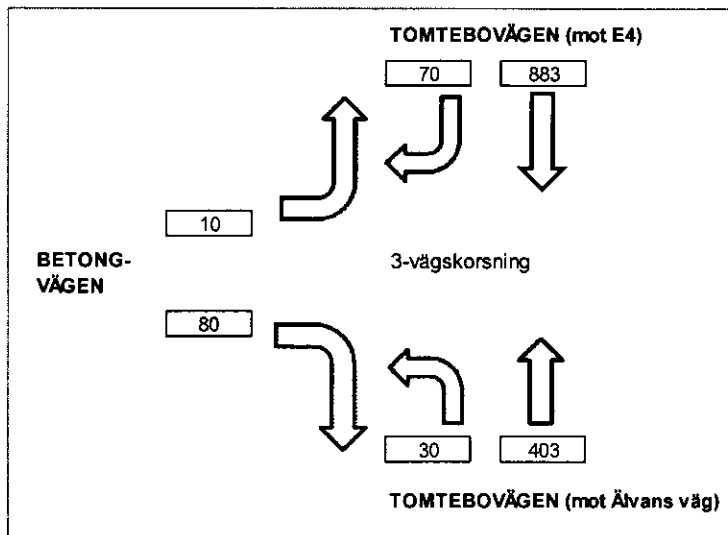 TOMTEBOVÄGEN (mot E4)
70 883
10
BETONG-
VÄGEN
3-vägskorsning
80
30 403
TOMTEBOVÄGEN (mot Älvans väg)